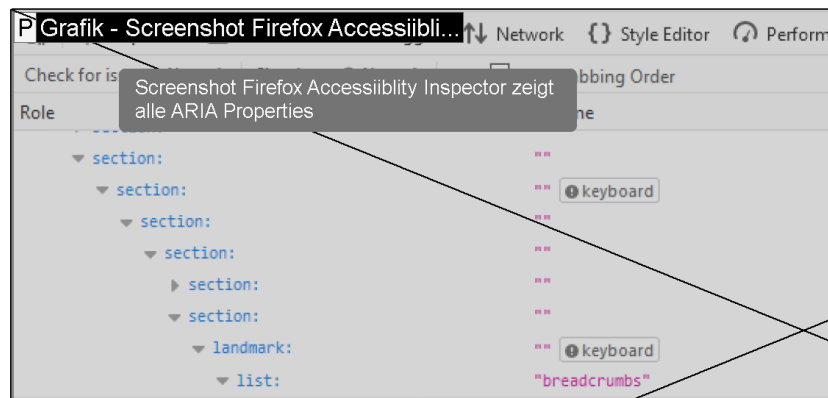 P Grafik - Screenshot Firefox Accessiibli... Network {} Style Editor Perform
Check for is
Screenshot Firefox Accessiiblity Inspector zeigt
alle ARIA Properties
bbing Order
Role
ne
section: ""
section: "" keyboard
section: ""
section: ""
section: ""
section: ""
landmark: "" keyboard
list: "breadcrumbs"